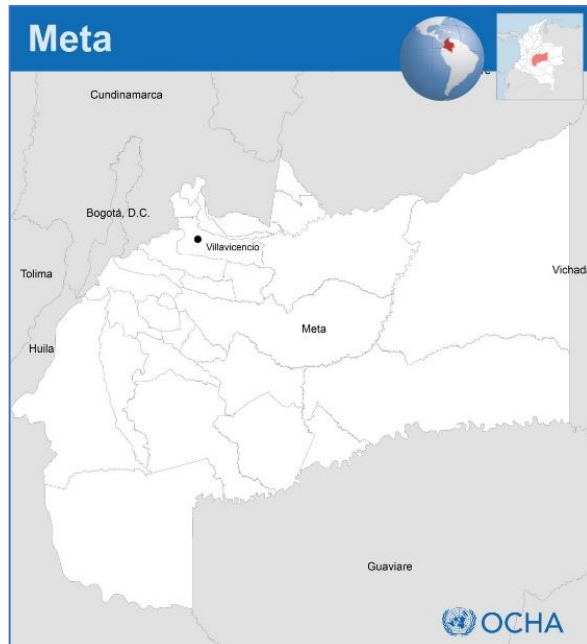 Meta
Cundinamarca
Bogotá, D.C.
Villavicencio
Tolima
Vichada
Meta
Huila
Guaviare
OCHA